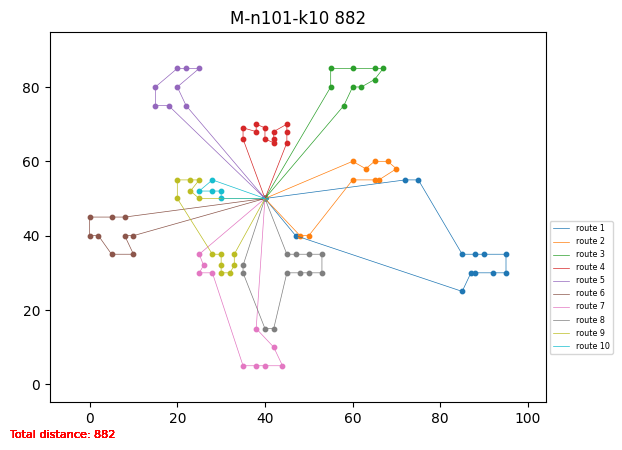 M-n101-k10 882
80
60
40
20
0
0 20 40 60 80 100
route 1
route 2
route 3
route 4
route 5
route 6
route 7
route 8
route 9
route 10
Total distance: 882